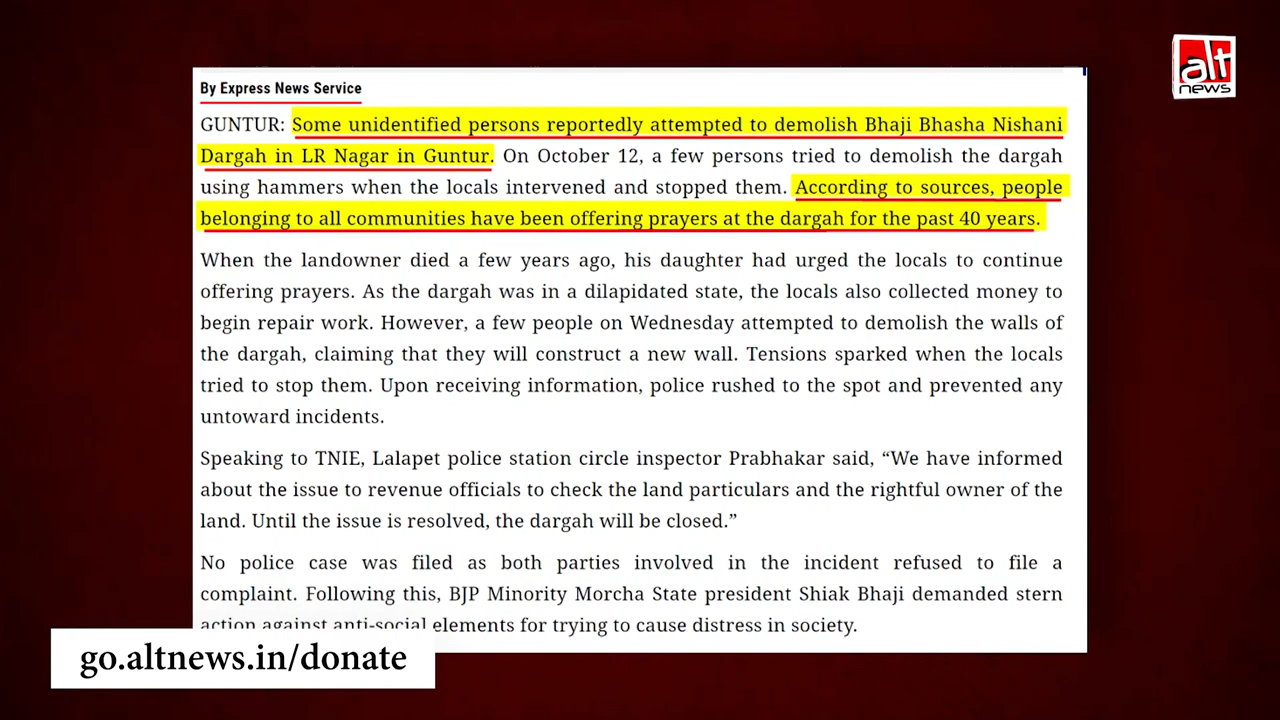 alt
news
By Express News Service
GUNTUR: Some unidentified persons reportedly attempted to demolish Bhaji Bhasha Nishani
Dargah in LR Nagar in Guntur. On October 12, a few persons tried to demolish the dargah
using hammers when the locals intervened and stopped them. According to sources, people
belonging to all communities have been offering prayers at the dargah for the past 40 years.
When the landowner died a few years ago, his daughter had urged the locals to continue
offering prayers. As the dargah was in a dilapidated state, the locals also collected money to
begin repair work. However, a few people on Wednesday attempted to demolish the walls of
the dargah, claiming that they will construct a new wall. Tensions sparked when the locals
tried to stop them. Upon receiving information, police rushed to the spot and prevented any
untoward incidents.
Speaking to TNIE, Lalapet police station circle inspector Prabhakar said, “We have informed
about the issue to revenue officials to check the land particulars and the rightful owner of the
land. Until the issue is resolved, the dargah will be closed.”
No police case was filed as both parties involved in the incident refused to file a
complaint. Following this, BJP Minority Morcha State president Shiak Bhaji demanded stern
action against anti-social elements for trying to cause distress in society.
go.altnews.in/donate